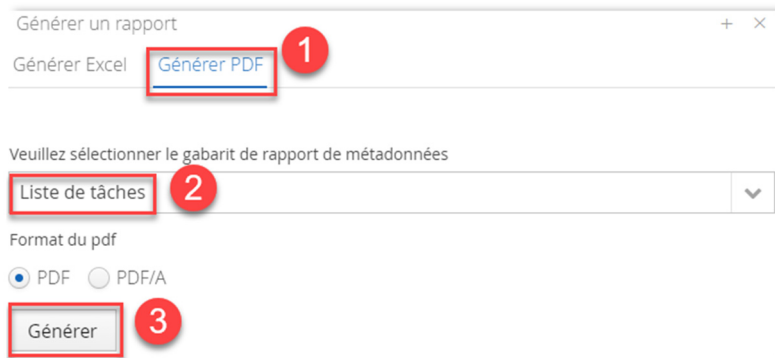 Générer un rapport
1
Générer Excel Générer PDF
Veuillez sélectionner le gabarit de rapport de métadonnées
Liste de tâches 2
Format du pdf
PDF PDF/A
Générer 3